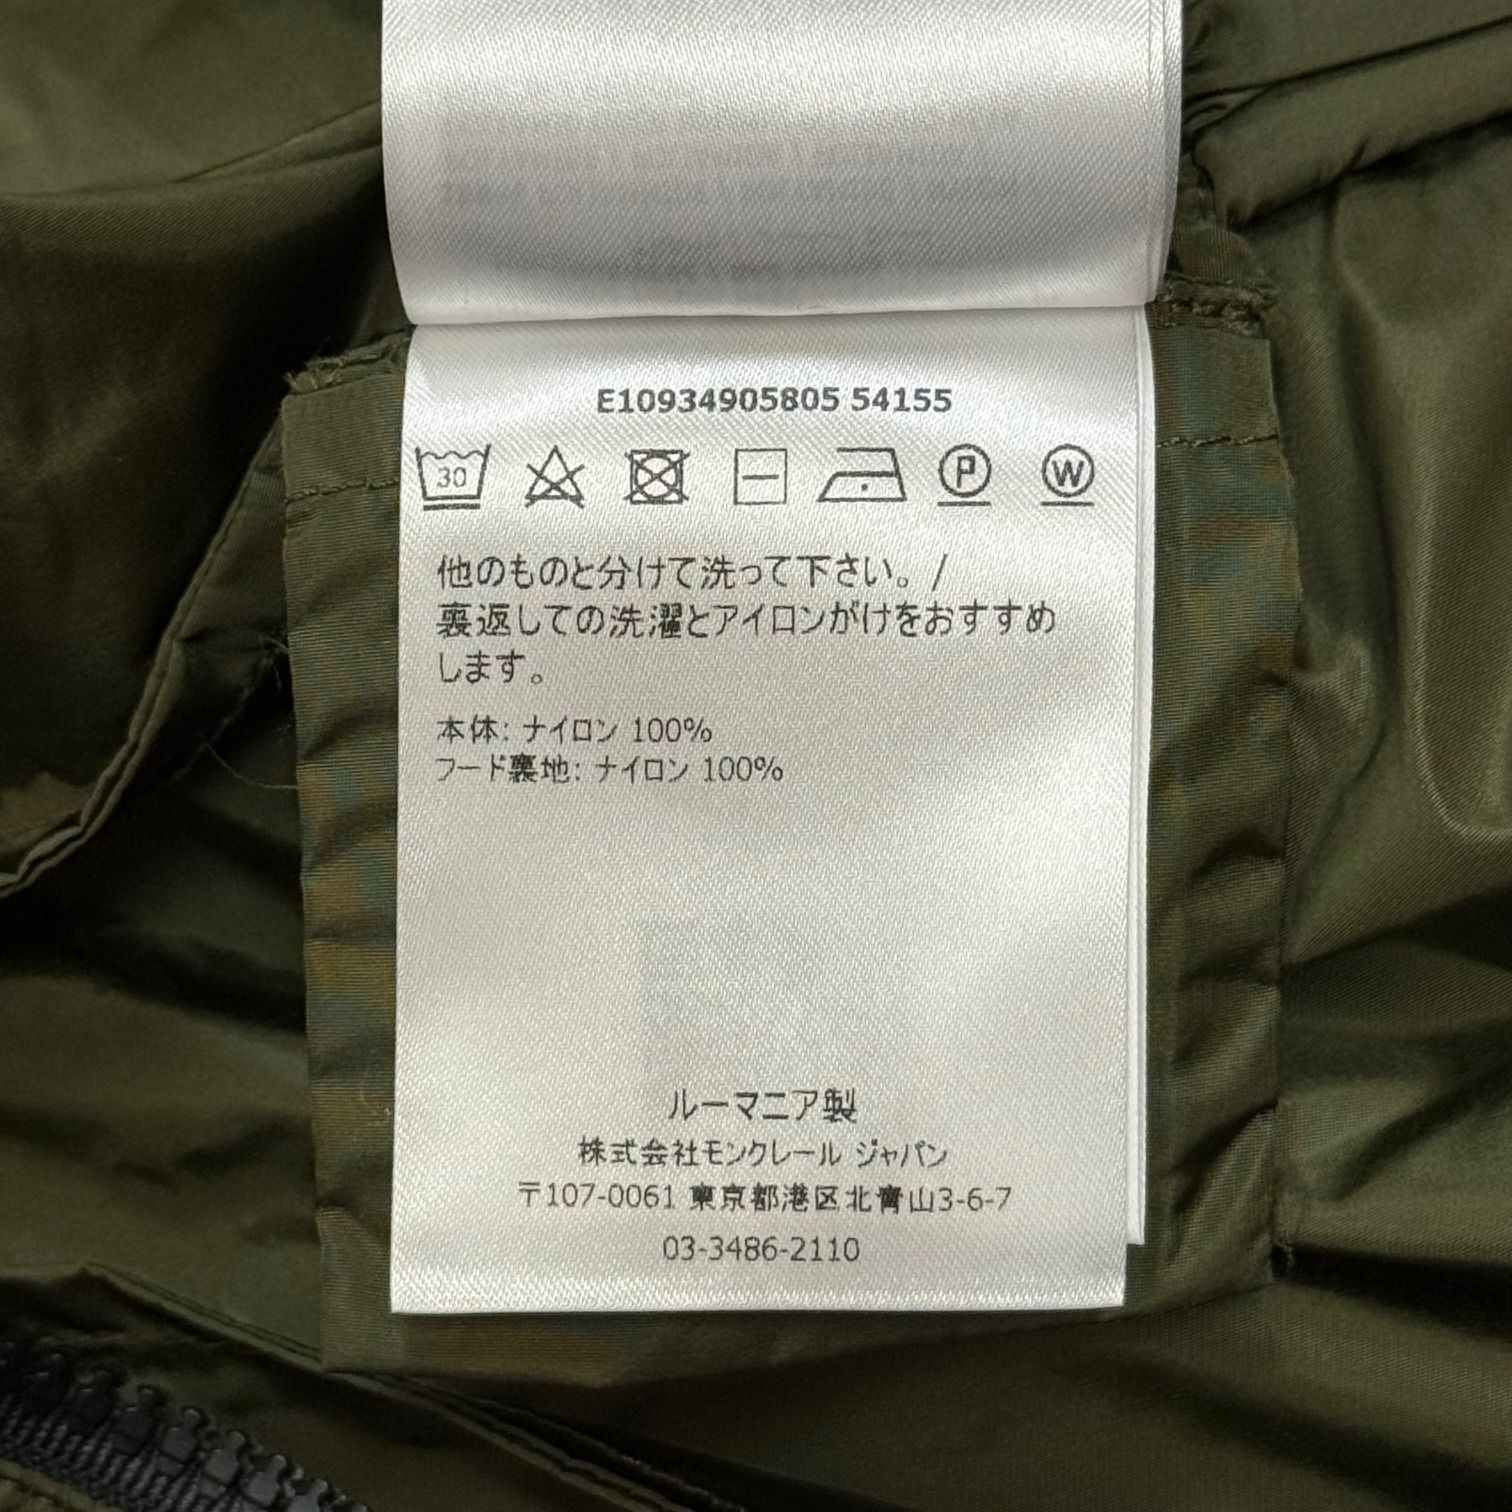 E10934905805 54155
30
P
W
他のものと分けて洗って下さい。/
裏返しての洗濯とアイロンがけをおすすめ
します。
本体: ナイロン 100%
フード裏地: ナイロン 100%
ルーマニア製
株式会社モンクレール ジャパン
〒107-0061 東京都港区北青山3-6-7
03-3486-2110